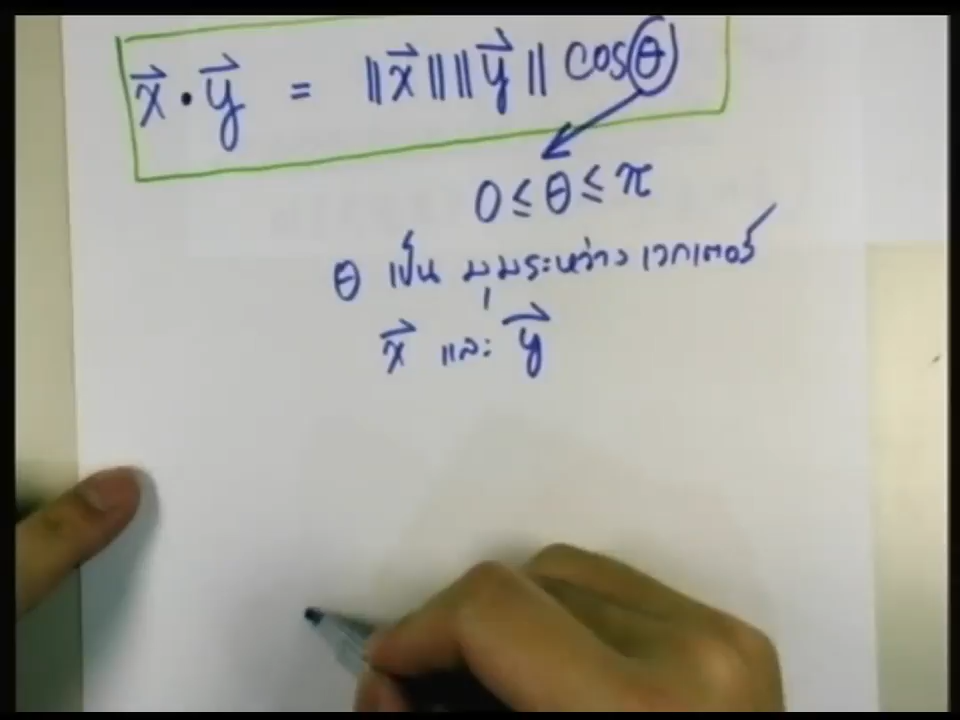 x⃗ • y⃗ = ||x⃗|| ||y⃗|| cos θ
0 ≤ θ ≤ π
θ เป็น มุมระหว่าง เวกเตอร์
x⃗ และ y⃗